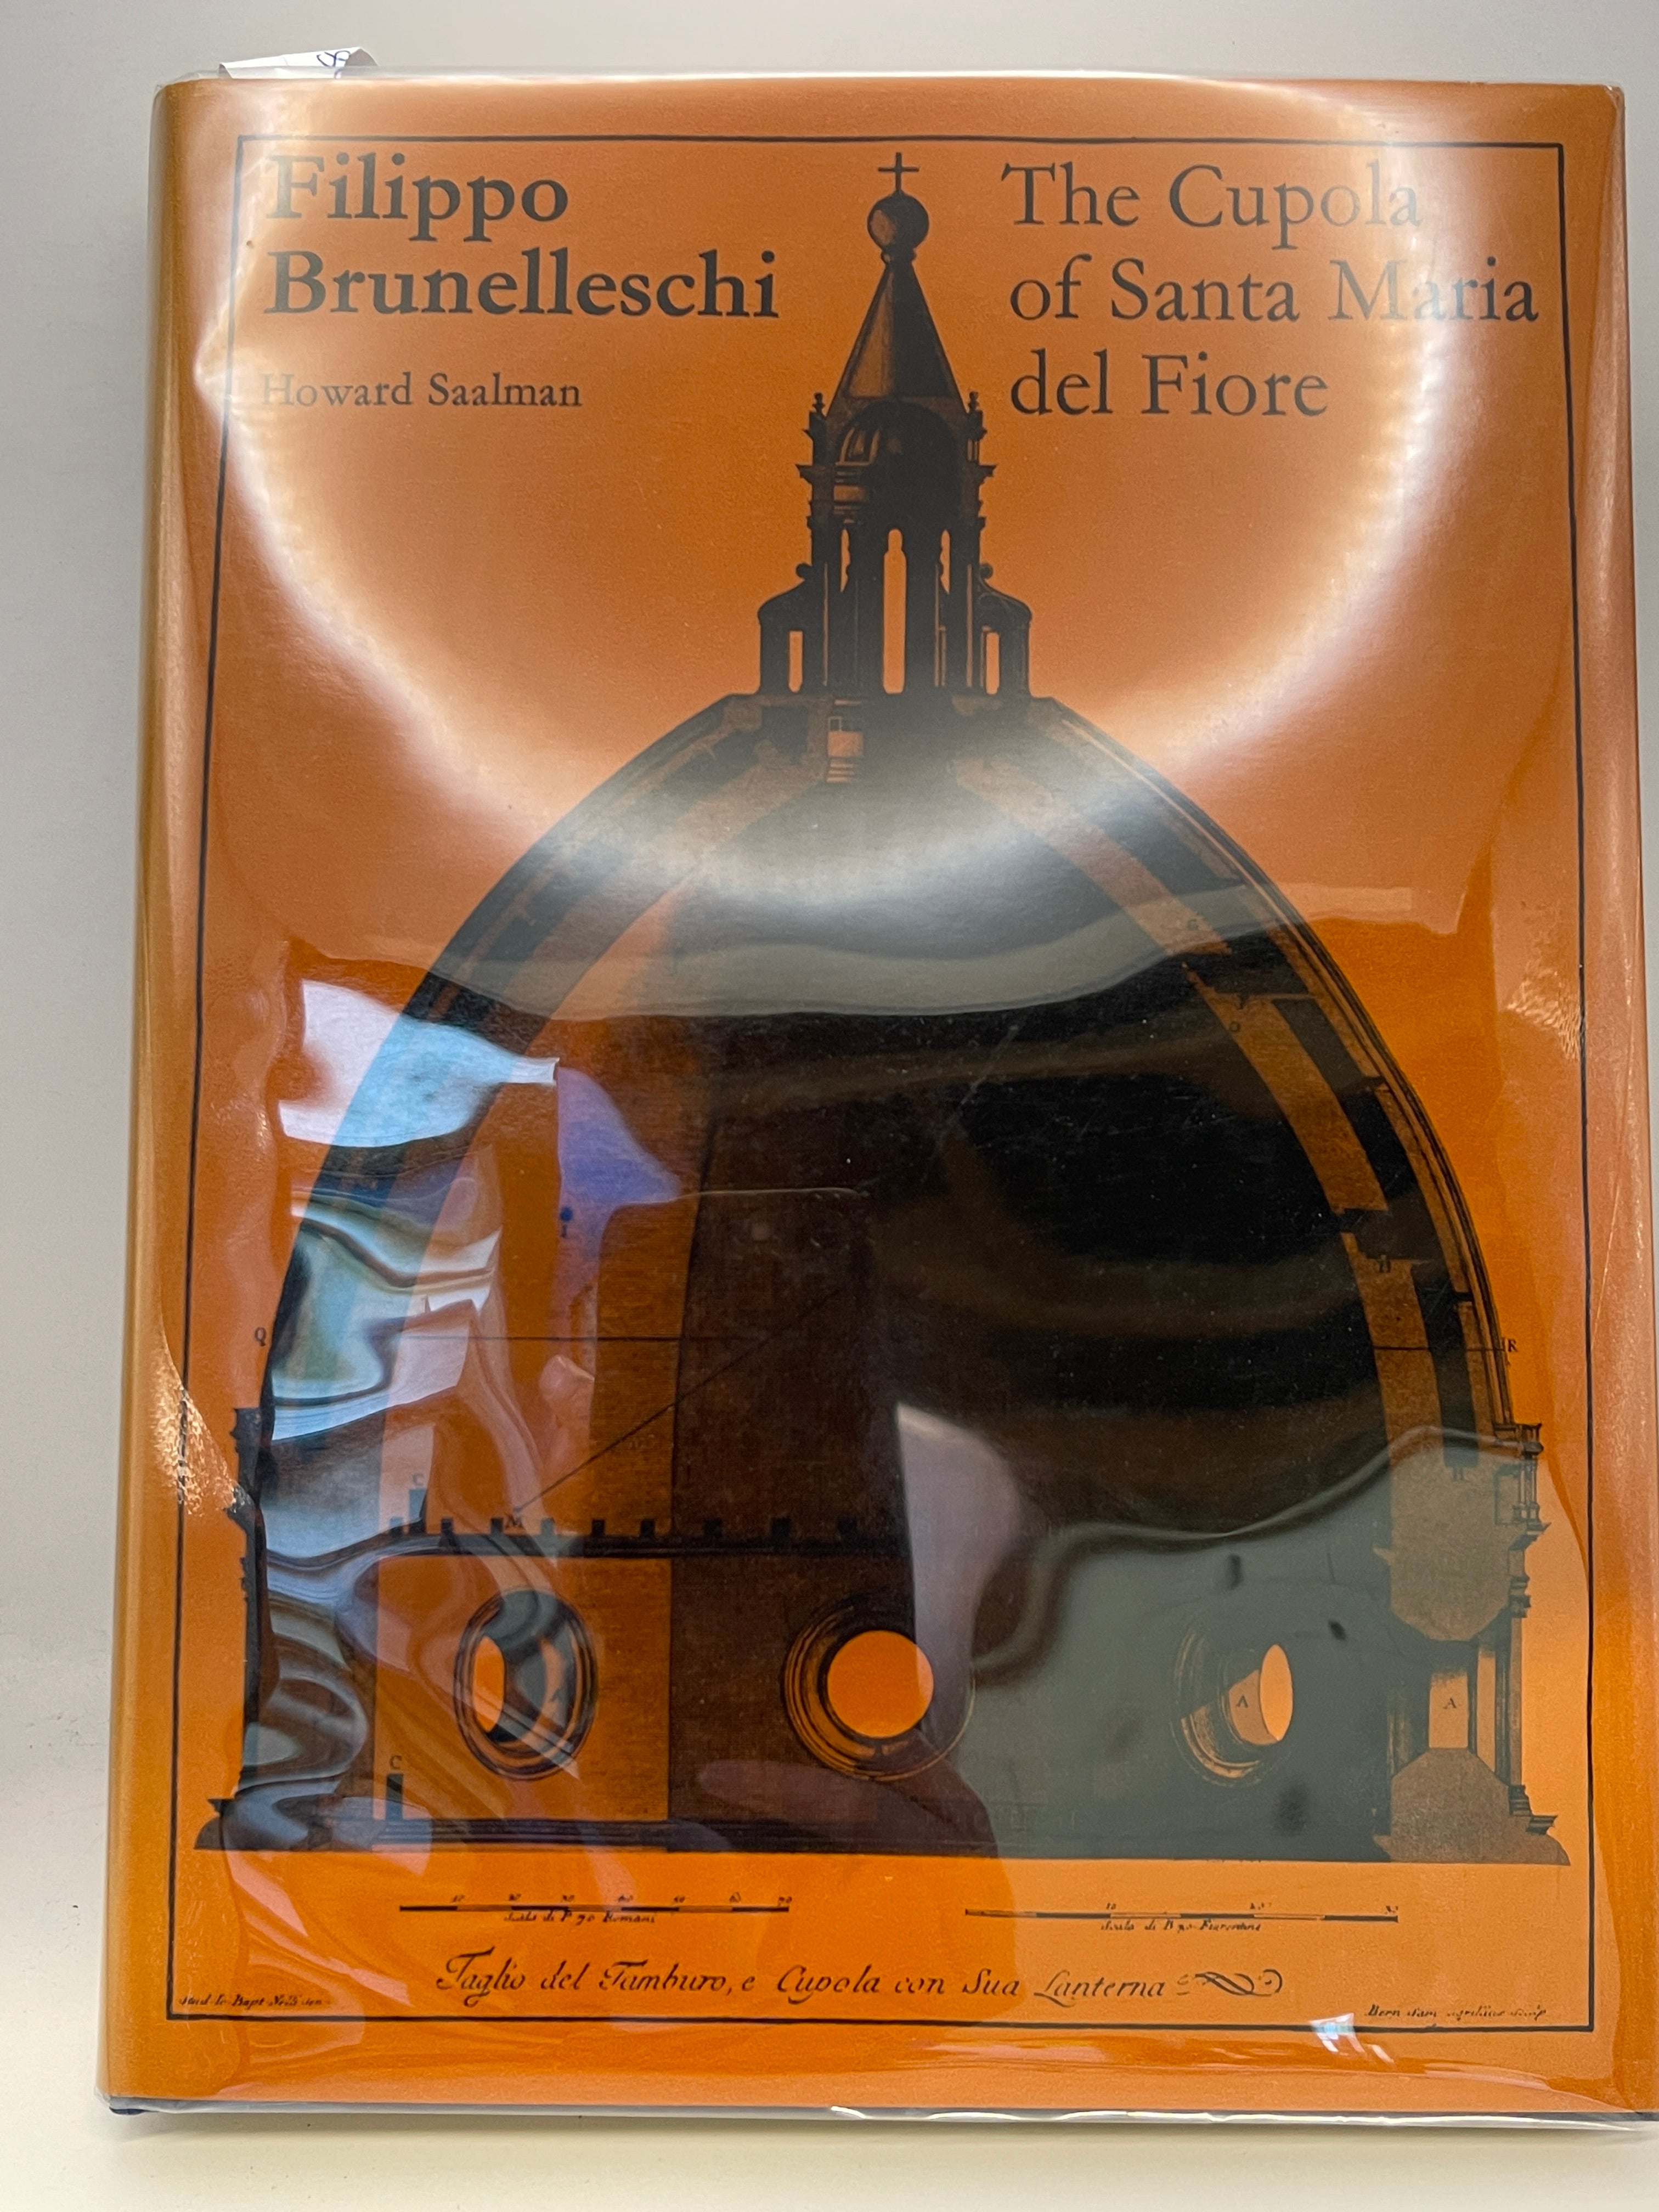 Filippo
Brunelleschi
Howard Saalman
The Cupola
of Santa Maria
del Fiore
Q
R
C
M
H
A
A
C
Taglio del Tamburo, e Cupola con Sua Lanterna